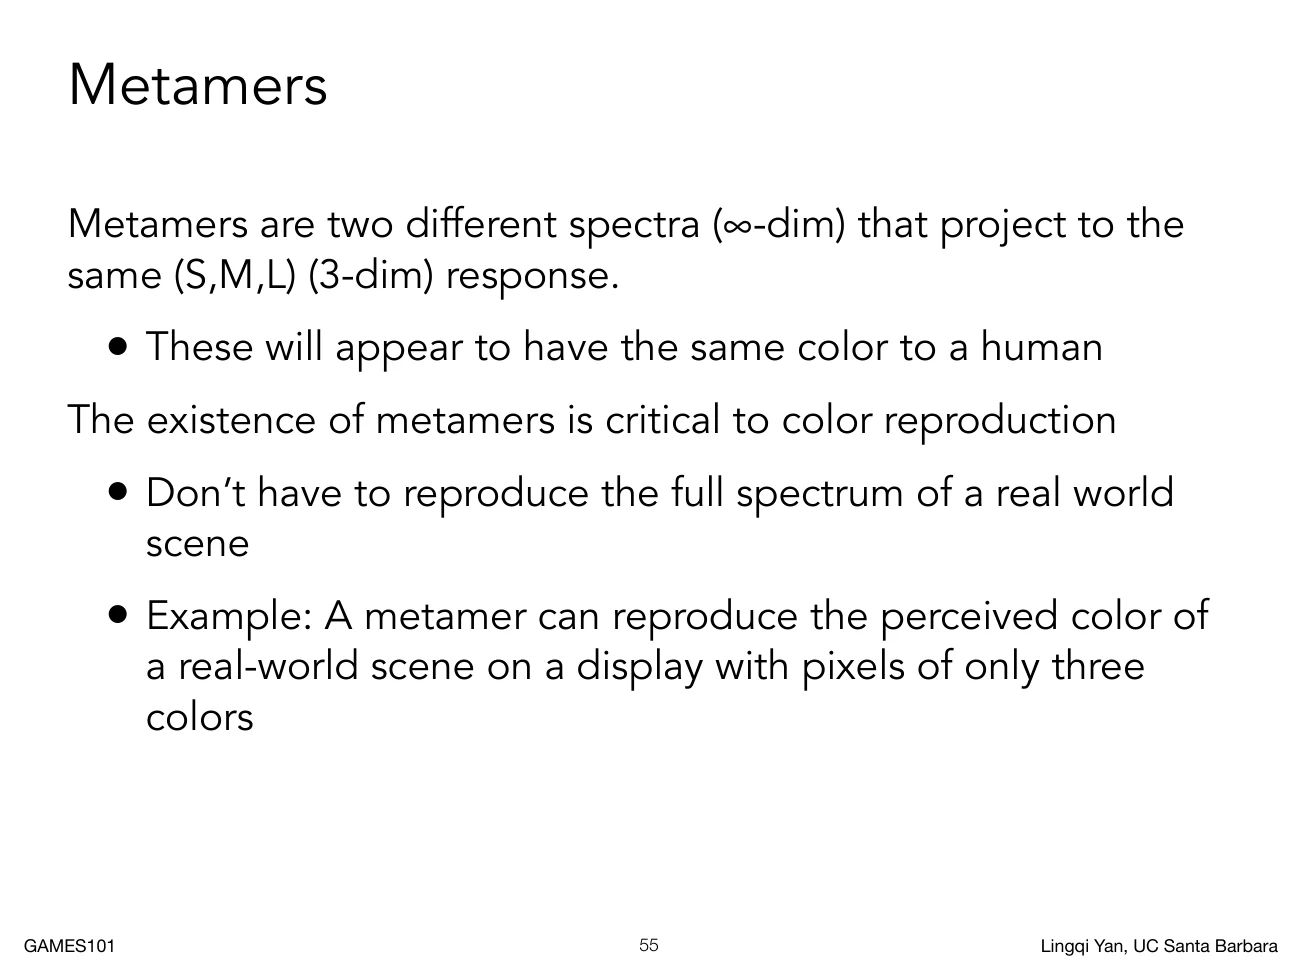 Metamers
Metamers are two different spectra (∞-dim) that project to the
same (S,M,L) (3-dim) response.
• These will appear to have the same color to a human
The existence of metamers is critical to color reproduction
• Don’t have to reproduce the full spectrum of a real world
scene
• Example: A metamer can reproduce the perceived color of
a real-world scene on a display with pixels of only three
colors
GAMES101
55
Lingqi Yan, UC Santa Barbara